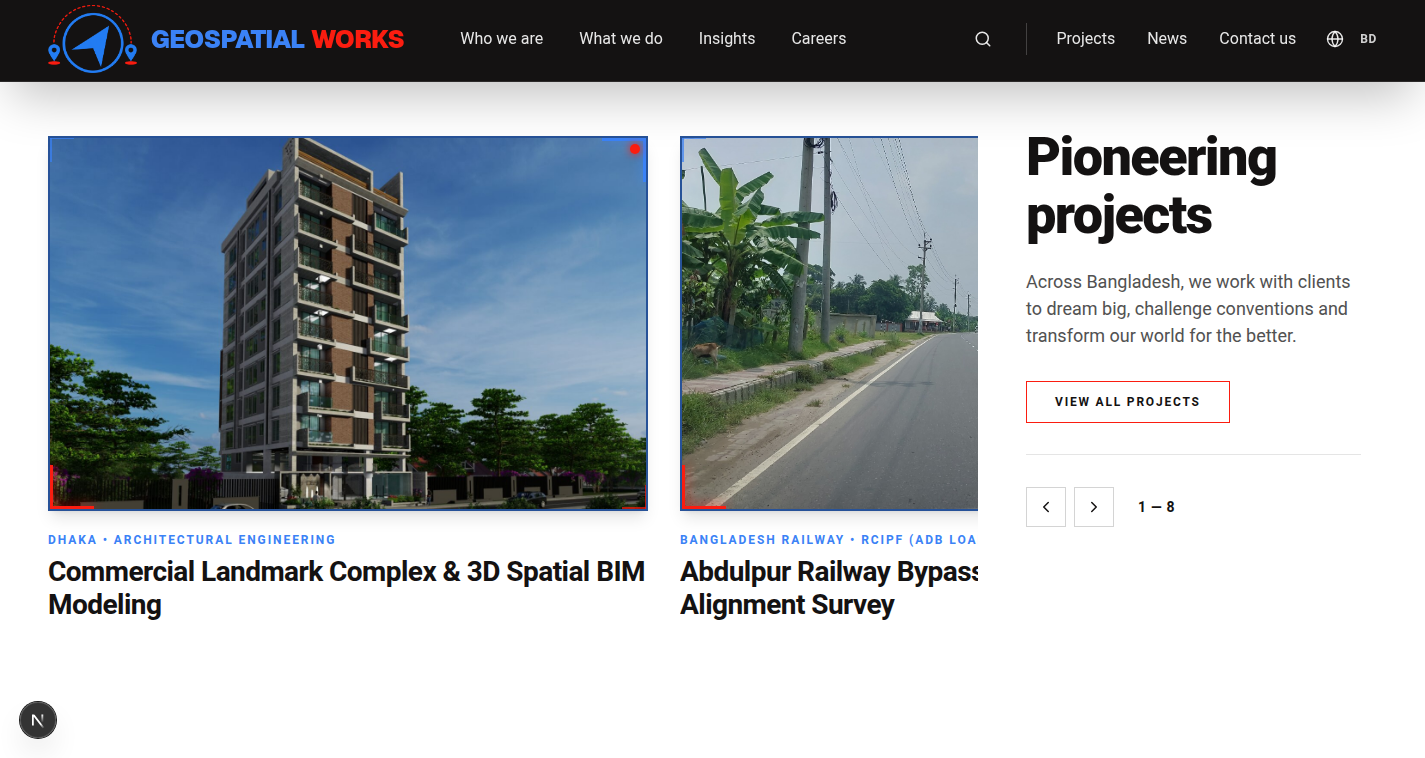 GEOSPATIAL WORKS
Who we are
What we do
Insights
Careers
Projects
News
Contact us
BD
Pioneering
projects
Across Bangladesh, we work with clients
to dream big, challenge conventions and
transform our world for the better.
VIEW ALL PROJECTS
1 — 8
DHAKA • ARCHITECTURAL ENGINEERING
Commercial Landmark Complex & 3D Spatial BIM
Modeling
BANGLADESH RAILWAY • RCIPF (ADB LOA
Abdulpur Railway Bypass
Alignment Survey
N